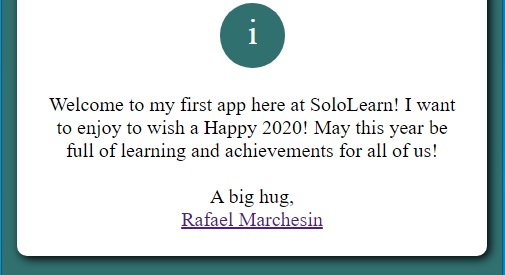 i
Welcome to my first app here at SoloLearn! I want
to enjoy to wish a Happy 2020! May this year be
full of learning and achievements for all of us!
A big hug,
Rafael Marchesin